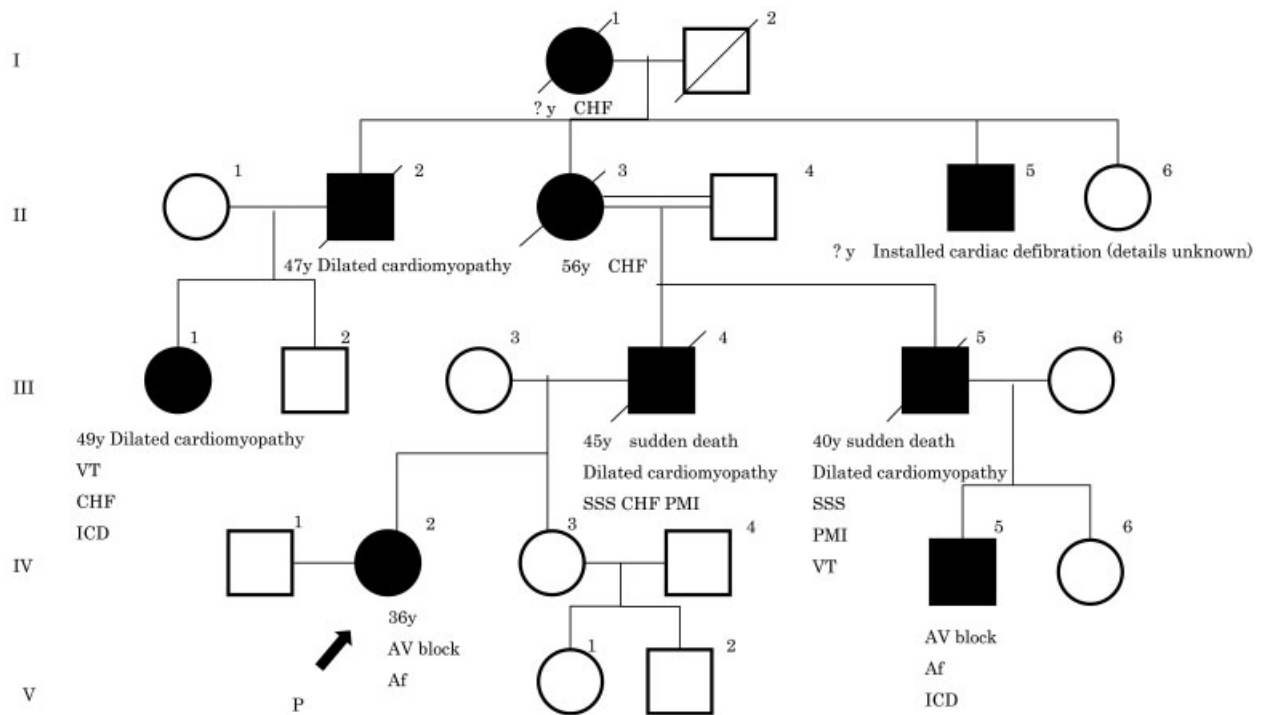 1 2
I
? y CHF
1 2 3 4 5 6
II
47y Dilated cardiomyopathy 56y CHF ? y Installed cardiac defibration (details unknown)
1 2 3 4 5 6
III
49y Dilated cardiomyopathy
VT
CHF
ICD
45y sudden death
Dilated cardiomyopathy
SSS CHF PMI
40y sudden death
Dilated cardiomyopathy
SSS
PMI
VT
1 2 3 4 5 6
IV
36y
AV block
Af
AV block
Af
ICD
1 2
V
P